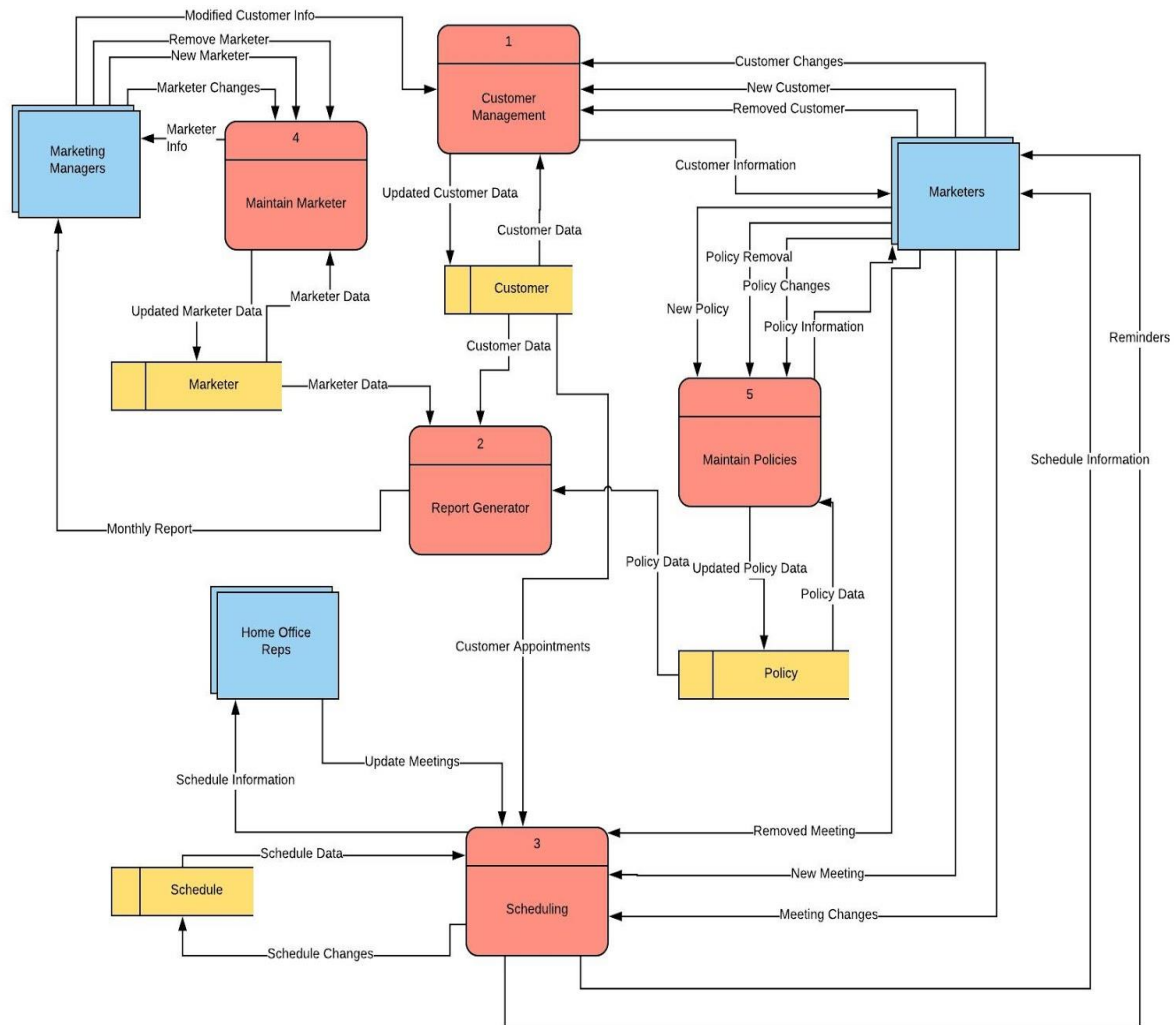 Modified Customer Info
Remove Marketer
New Marketer
Marketer Changes
Marketing
Managers
Marketer
Info
4
Maintain Marketer
1
Customer
Management
Customer Changes
New Customer
Removed Customer
Customer Information
Marketers
Updated Customer Data
Customer Data
Customer
Policy Removal
Policy Changes
New Policy
Policy Information
Reminders
Updated Marketer Data
Marketer Data
Marketer
Marketer Data
Customer Data
2
Report Generator
5
Maintain Policies
Schedule Information
Monthly Report
Policy Data
Updated Policy Data
Policy Data
Policy
Home Office
Reps
Customer Appointments
Update Meetings
Schedule Information
3
Scheduling
Removed Meeting
New Meeting
Meeting Changes
Schedule Data
Schedule
Schedule Changes